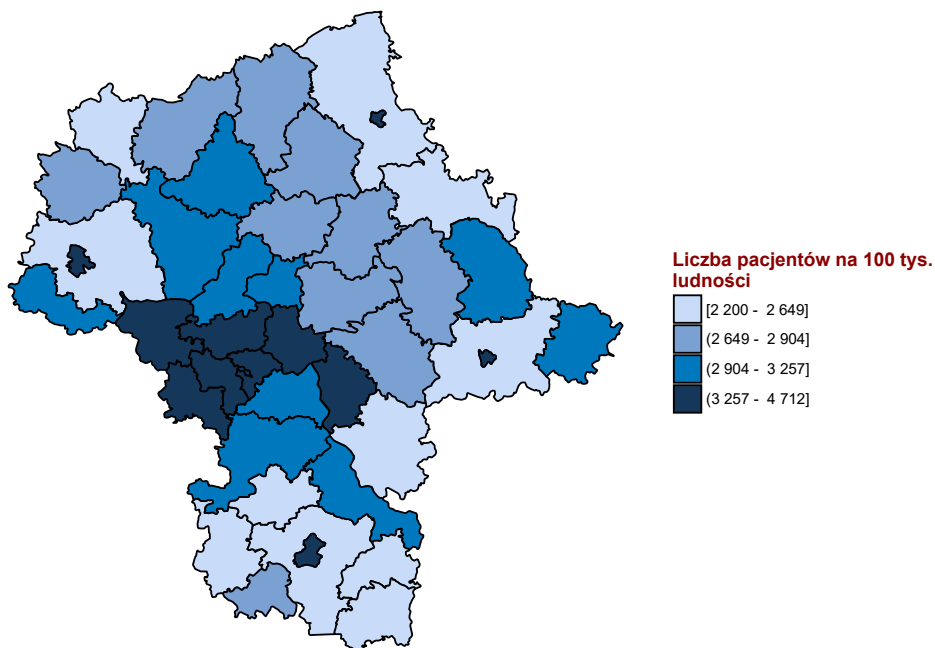 Liczba pacjentów na 100 tys.
ludności
[2 200 - 2 649]
(2 649 - 2 904]
(2 904 - 3 257]
(3 257 - 4 712]